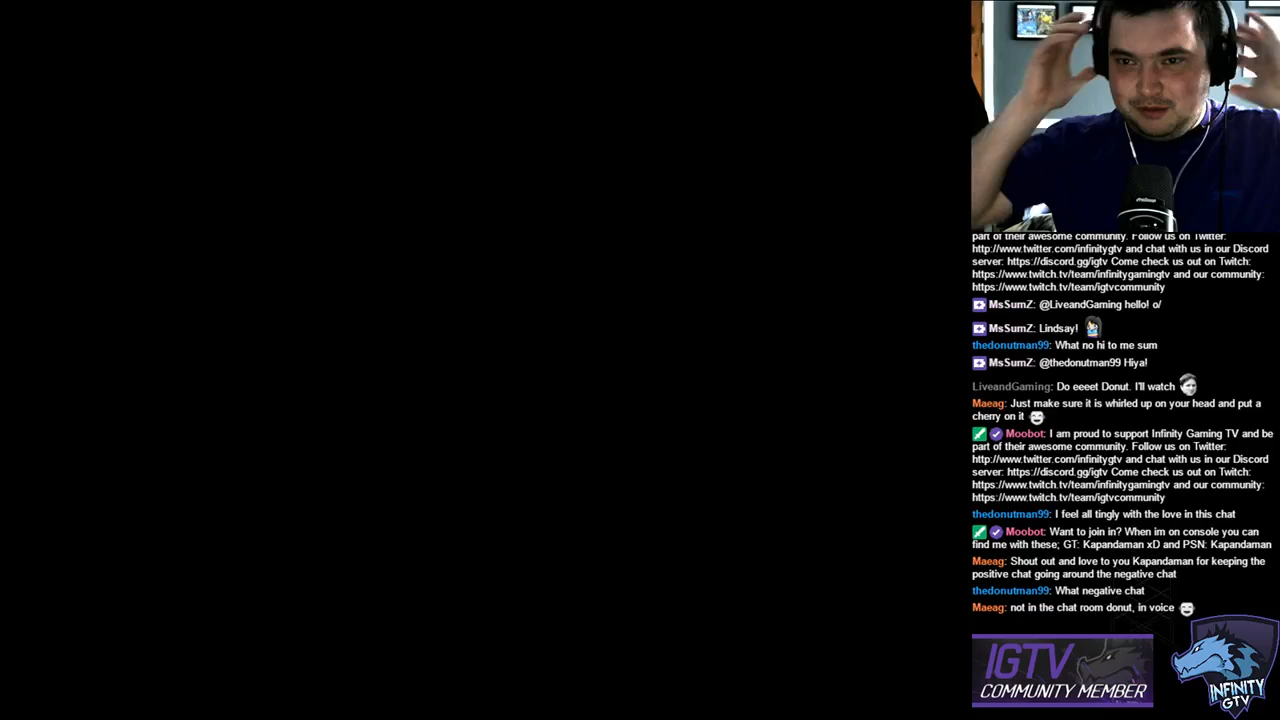 part of their awesome community. Follow us on Twitter:
http://www.twitter.com/infinitygtv and chat with us in our Discord
server: https://discord.gg/igtv Come check us out on Twitch:
https://www.twitch.tv/team/infinitygamingtv and our community:
https://www.twitch.tv/team/igtvcommunity
MsSumZ: @LiveandGaming hello! o/
MsSumZ: Lindsay!
thedonutman99: What no hi to me sum
MsSumZ: @thedonutman99 Hiya!
LiveandGaming: Do eeeet Donut. I'll watch
Maeag: Just make sure it is whirled up on your head and put a
cherry on it
Moobot: I am proud to support Infinity Gaming TV and be
part of their awesome community. Follow us on Twitter:
http://www.twitter.com/infinitygtv and chat with us in our Discord
server: https://discord.gg/igtv Come check us out on Twitch:
https://www.twitch.tv/team/infinitygamingtv and our community:
https://www.twitch.tv/team/igtvcommunity
thedonutman99: I feel all tingly with the love in this chat
Moobot: Want to join in? When im on console you can
find me with these; GT: Kapandaman xD and PSN: Kapandaman
Maeag: Shout out and love to you Kapandaman for keeping the
positive chat going around the negative chat
thedonutman99: What negative chat
Maeag: not in the chat room donut, in voice
IGTV
COMMUNITY MEMBER
INFINITY
GTV